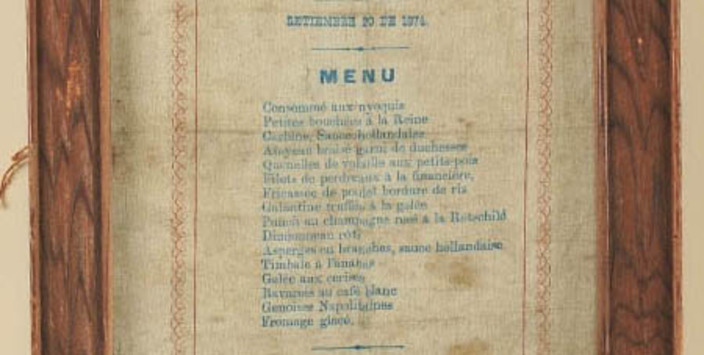 SETIEMBRE 20 DE 1874.
MENU
Consommé aux nyoquis
Petites bouchées à la Reine
Corbine, Sauce hollandaise
Aloyeau braisé garni de duchesses
Quenelles de volaille aux petits-pois
Filets de perdreaux à la financière,
Fricassée de poulet bordure de ris
Galantine truffée à la gelée
Punch au champagne rosé à la Rotschild
Dindonneau rôti
Asperges en branches, sauce hollandaise
Timbale à l'ananas
Gelée aux cerises
Bavarois au café blanc
Genoises Napolitaines
Fromage glacé.